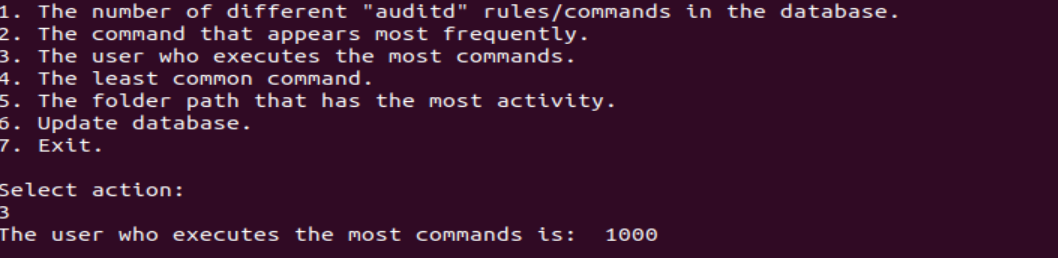 1. The number of different "auditd" rules/commands in the database.
2. The command that appears most frequently.
3. The user who executes the most commands.
4. The least common command.
5. The folder path that has the most activity.
6. Update database.
7. Exit.
Select action:
3
The user who executes the most commands is:  1000